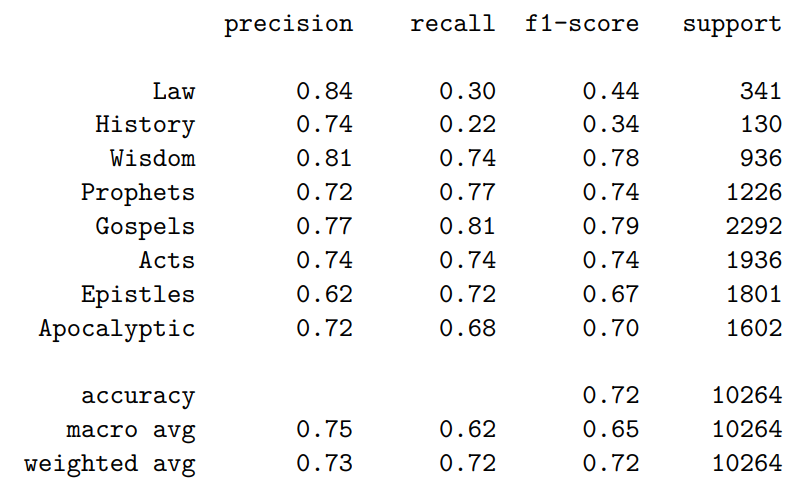 precision recall f1-score support
Law 0.84 0.30 0.44 341
History 0.74 0.22 0.34 130
Wisdom 0.81 0.74 0.78 936
Prophets 0.72 0.77 0.74 1226
Gospels 0.77 0.81 0.79 2292
Acts 0.74 0.74 0.74 1936
Epistles 0.62 0.72 0.67 1801
Apocalyptic 0.72 0.68 0.70 1602
accuracy 0.72 10264
macro avg 0.75 0.62 0.65 10264
weighted avg 0.73 0.72 0.72 10264